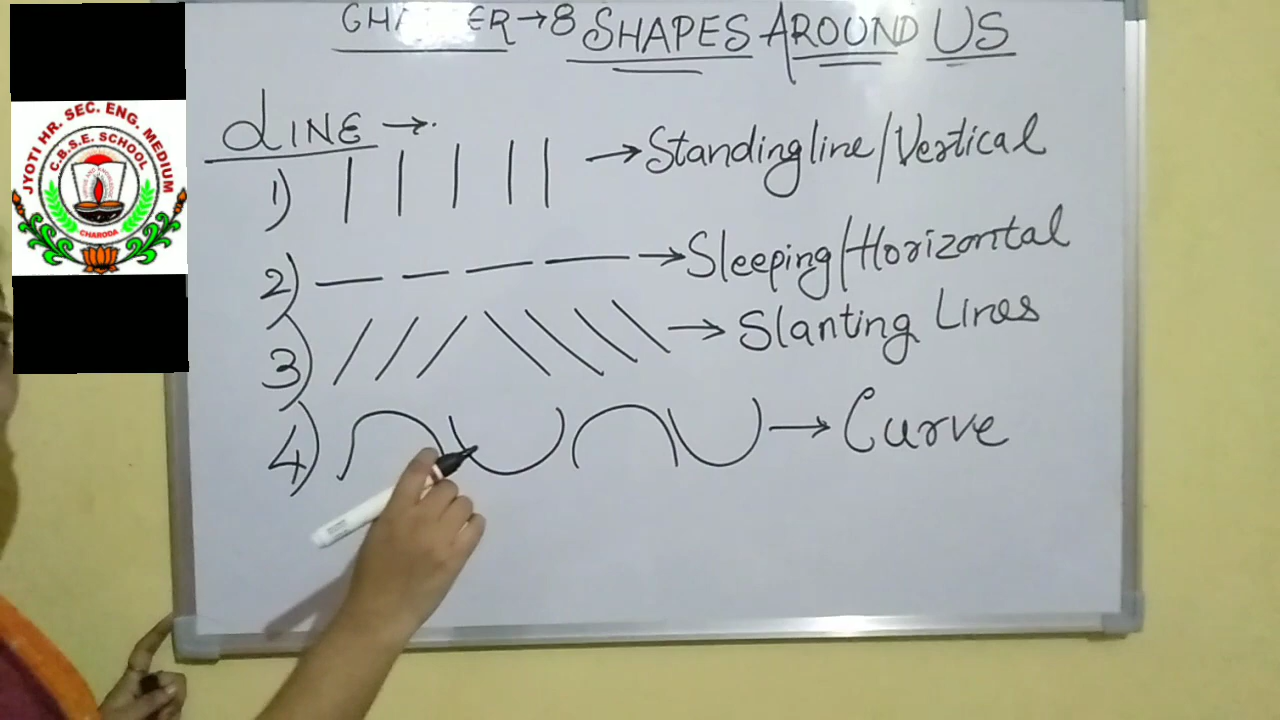 CHAPTER → 8 SHAPES AROUND US
LINE →
1) → Standing line/Vertical
2) → Sleeping/Horizontal
3) → Slanting Lines
4) → Curve
JYOTI HR. SEC. ENG. MEDIUM
C.B.S.E. SCHOOL
CHARODA